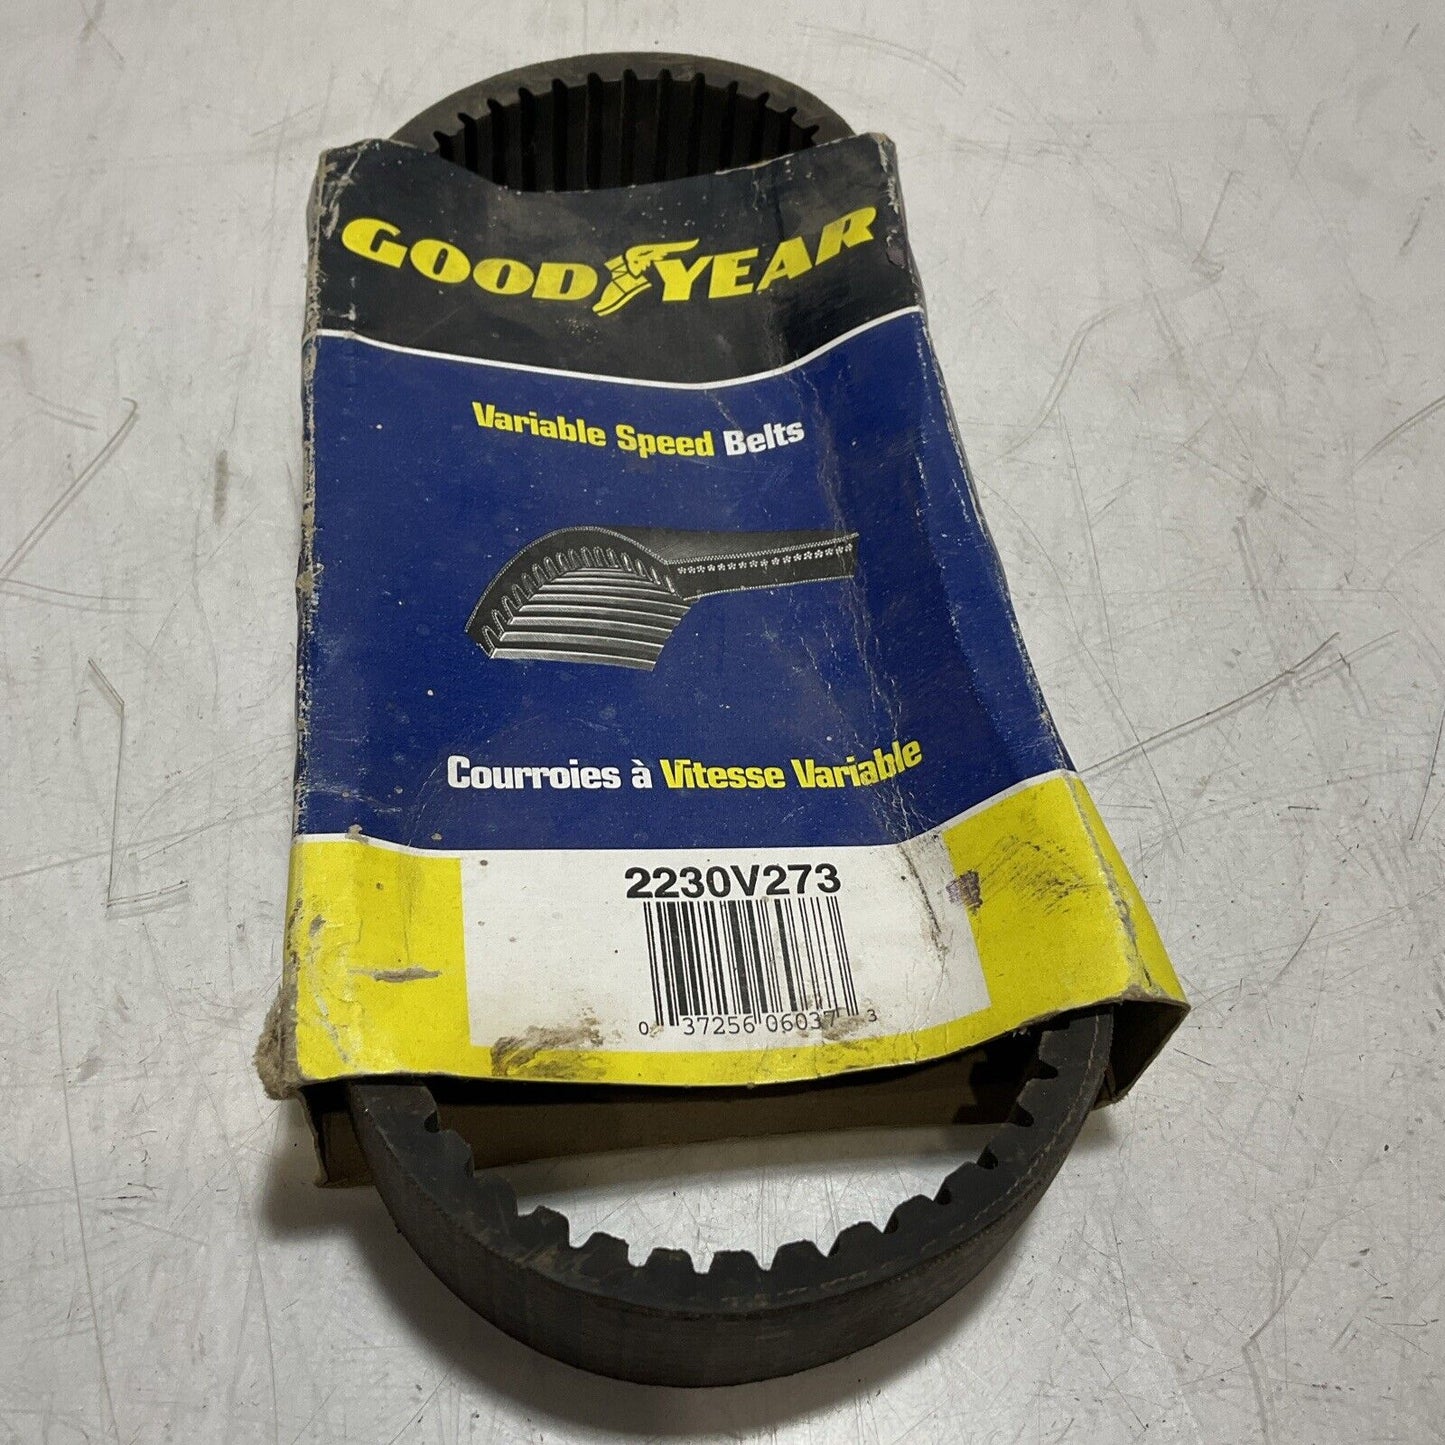 GOODYEAR
Variable Speed Belts
Courroies à Vitesse Variable
2230V273
0 37256 06037 3